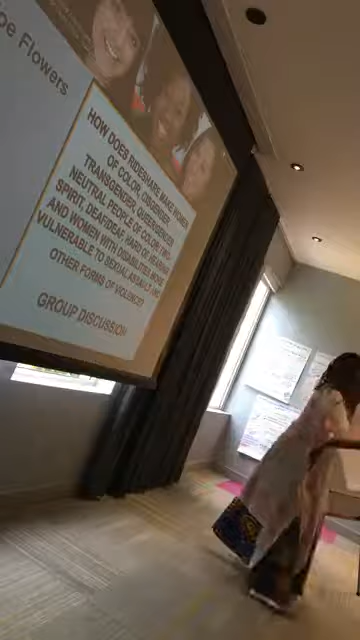 Flowers
HOW DOES RIDESHARE MAKE WOMEN
OF COLOR, CISGENDER,
TRANSGENDER, QUEER/GENDER
NEUTRAL PEOPLE OF COLOR/TWO-
SPIRIT, DEAF/DEAF HARD OF HEARING
AND WOMEN WITH DISABILITIES MORE
VULNERABLE TO SEXUAL ASSAULT AND
OTHER FORMS OF VIOLENCE?
GROUP DISCUSSION